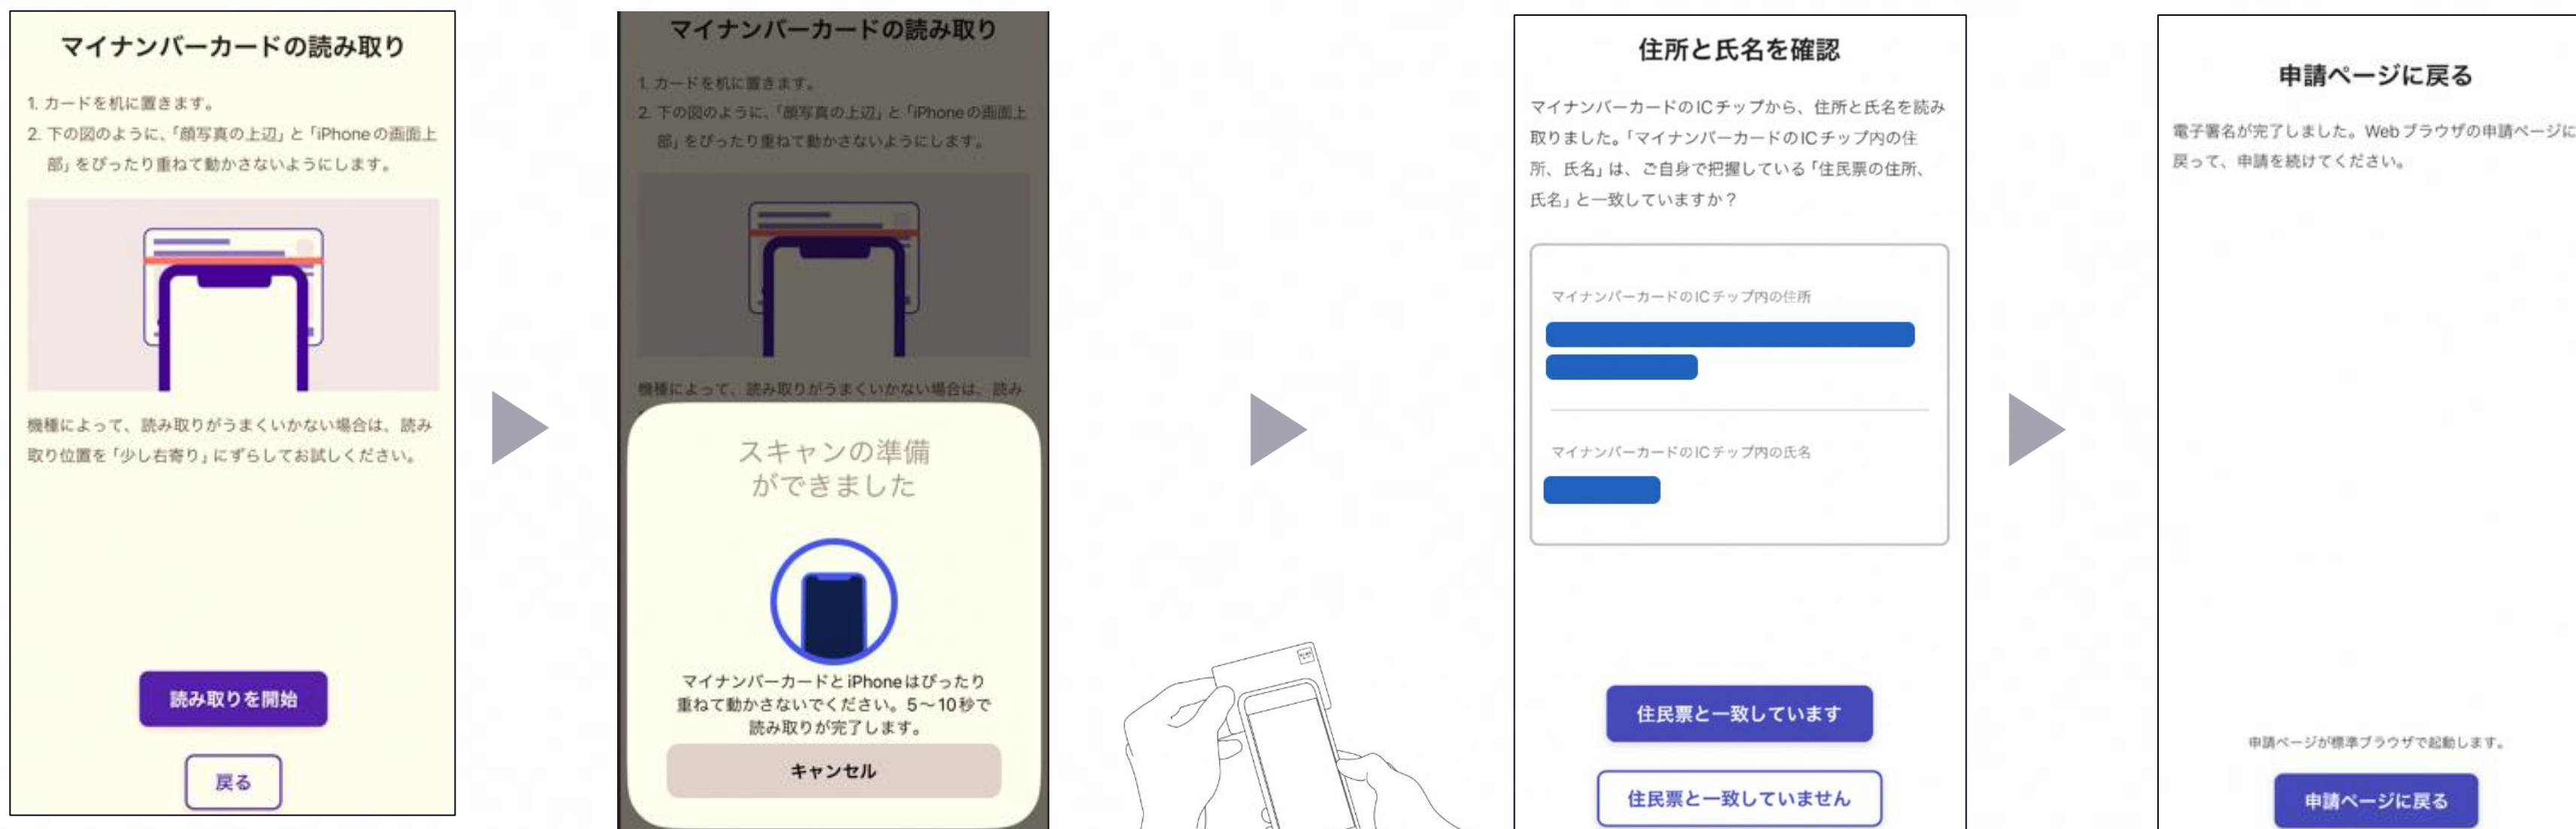 マイナンバーカードの読み取り
1. カードを机に置きます。
2. 下の図のように、「顔写真の上辺」と「iPhoneの画面上
部」をぴったり重ねて動かさないようにします。
機種によって、読み取りがうまくいかない場合は、読み
取り位置を「少し右寄り」にずらしてお試しください。
読み取りを開始
戻る
マイナンバーカードの読み取り
1. カードを机に置きます。
2. 下の図のように、「顔写真の上辺」と「iPhoneの画面上
部」をぴったり重ねて動かさないようにします。
機種によって、読み取りがうまくいかない場合は、読み
スキャンの準備
ができました
マイナンバーカードとiPhoneはぴったり
重ねて動かさないでください。5〜10秒で
読み取りが完了します。
キャンセル
住所と氏名を確認
マイナンバーカードのICチップから、住所と氏名を読み
取りました。「マイナンバーカードのICチップ内の住
所、氏名」は、ご自身で把握している「住民票の住所、
氏名」と一致していますか？
マイナンバーカードのICチップ内の住所
マイナンバーカードのICチップ内の氏名
住民票と一致しています
住民票と一致していません
申請ページに戻る
電子署名が完了しました。Webブラウザの申請ページに
戻って、申請を続けてください。
申請ページが標準ブラウザで起動します。
申請ページに戻る